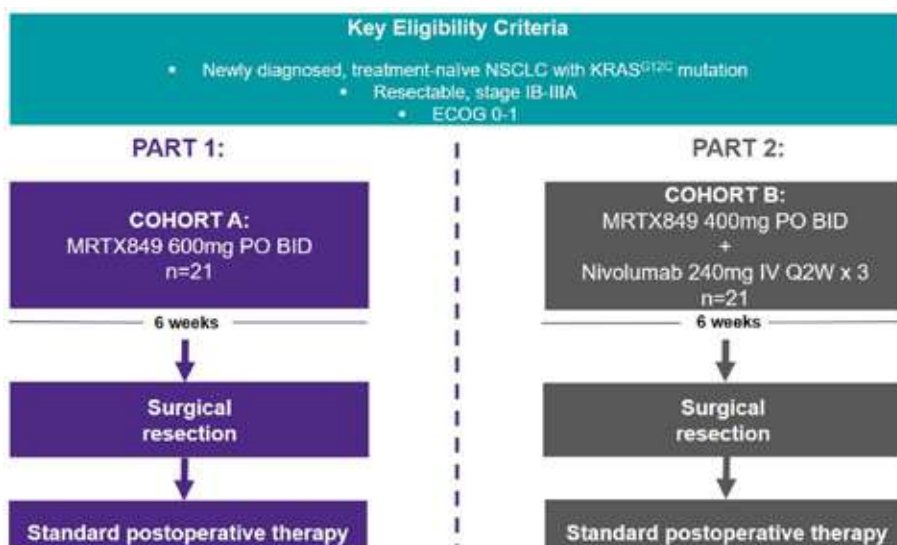 Key Eligibility Criteria
• Newly diagnosed, treatment-naïve NSCLC with KRASG12C mutation
• Resectable, stage IB-IIIA
• ECOG 0-1
PART 1:
COHORT A:
MRTX849 600mg PO BID
n=21
6 weeks
Surgical
resection
Standard postoperative therapy
PART 2:
COHORT B:
MRTX849 400mg PO BID
+
Nivolumab 240mg IV Q2W x 3
n=21
6 weeks
Surgical
resection
Standard postoperative therapy